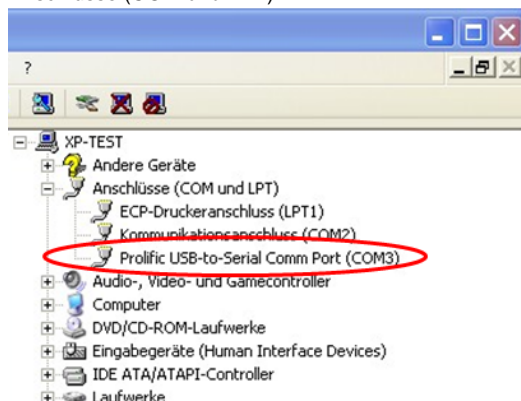 ?
XP-TEST
Andere Geräte
Anschlüsse (COM und LPT)
ECP-Druckeranschluss (LPT1)
Kommunikationsanschluss (COM2)
Prolific USB-to-Serial Comm Port (COM3)
Audio-, Video- und Gamecontroller
Computer
DVD/CD-ROM-Laufwerke
Eingabegeräte (Human Interface Devices)
IDE ATA/ATAPI-Controller
Laufwerke